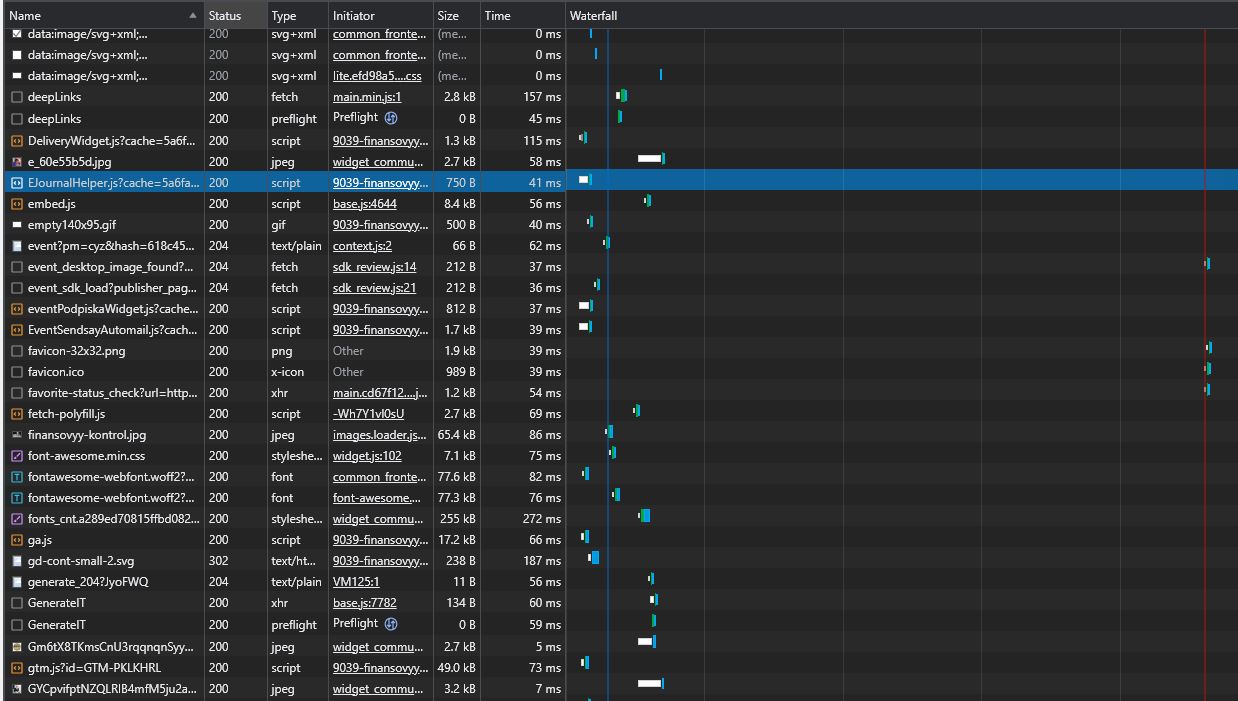 Name Status Type Initiator Size Time Waterfall
data:image/svg+xml;... 200 svg+xml common fronte... (me... 0 ms
data:image/svg+xml;... 200 svg+xml common fronte... (me... 0 ms
data:image/svg+xml;... 200 svg+xml lite.efd98a5....css (me... 0 ms
deepLinks 200 fetch main.min.js:1 2.8 kB 157 ms
deepLinks 200 preflight Preflight 0 B 45 ms
DeliveryWidget.js?cache=5a6f... 200 script 9039-finansovyy... 1.3 kB 115 ms
e_60e55b5d.jpg 200 jpeg widget commu... 2.7 kB 58 ms
EJournalHelper.js?cache=5a6fa... 200 script 9039-finansovyy... 750 B 41 ms
embed.js 200 script base.js:4644 8.4 kB 56 ms
empty140x95.gif 200 gif 9039-finansovyy... 500 B 40 ms
event?pm=cyz&hash=618c45... 204 text/plain context.js:2 66 B 62 ms
event_desktop_image_found?... 204 fetch sdk_review.js:14 212 B 37 ms
event_sdk_load?publisher_pag... 204 fetch sdk_review.js:21 212 B 36 ms
eventPodpiskaWidget.js?cache... 200 script 9039-finansovyy... 812 B 37 ms
EventSendsayAutomail.js?cach... 200 script 9039-finansovyy... 1.7 kB 39 ms
favicon-32x32.png 200 png Other 1.9 kB 39 ms
favicon.ico 200 x-icon Other 989 B 39 ms
favorite-status_check?url=http... 200 xhr main.cd67f12....j... 1.2 kB 54 ms
fetch-polyfill.js 200 script -Wh7Y1vI0sU 2.7 kB 69 ms
finansovyy-kontrol.jpg 200 jpeg images.loader.js... 65.4 kB 86 ms
font-awesome.min.css 200 styleshe... widget.js:102 7.1 kB 75 ms
fontawesome-webfont.woff2?... 200 font common fronte... 77.6 kB 82 ms
fontawesome-webfont.woff2?... 200 font font-awesome.... 77.3 kB 76 ms
fonts_cnt.a289ed70815ffbd082... 200 styleshe... widget commu... 255 kB 272 ms
ga.js 200 script 9039-finansovyy... 17.2 kB 66 ms
gd-cont-small-2.svg 302 text/ht... 9039-finansovyy... 238 B 187 ms
generate_204?JyoFWQ 204 text/plain VM125:1 11 B 56 ms
GenerateIT 200 xhr base.js:7782 134 B 60 ms
GenerateIT 200 preflight Preflight 0 B 59 ms
Gm6tX8TKmsCnU3rqqnqnSyy... 200 jpeg widget commu... 2.7 kB 5 ms
gtm.js?id=GTM-PKLKHRL 200 script 9039-finansovyy... 49.0 kB 73 ms
GYCpvifptNZQLRIB4mfM5ju2a... 200 jpeg widget commu... 3.2 kB 7 ms